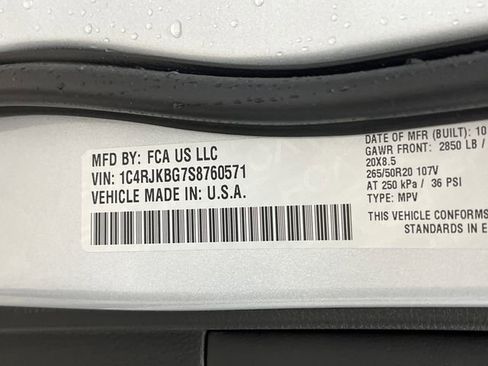 MFD BY: FCA US LLC
VIN: 1C4RJKBG7S8760571
VEHICLE MADE IN: U.S.A.
DATE OF MFR (BUILT): 10
GAWR FRONT: 2850 LB /
20X8.5
265/50R20 107V
AT 250 kPa / 36 PSI
TYPE: MPV
THIS VEHICLE CONFORMS
STANDARDS IN E